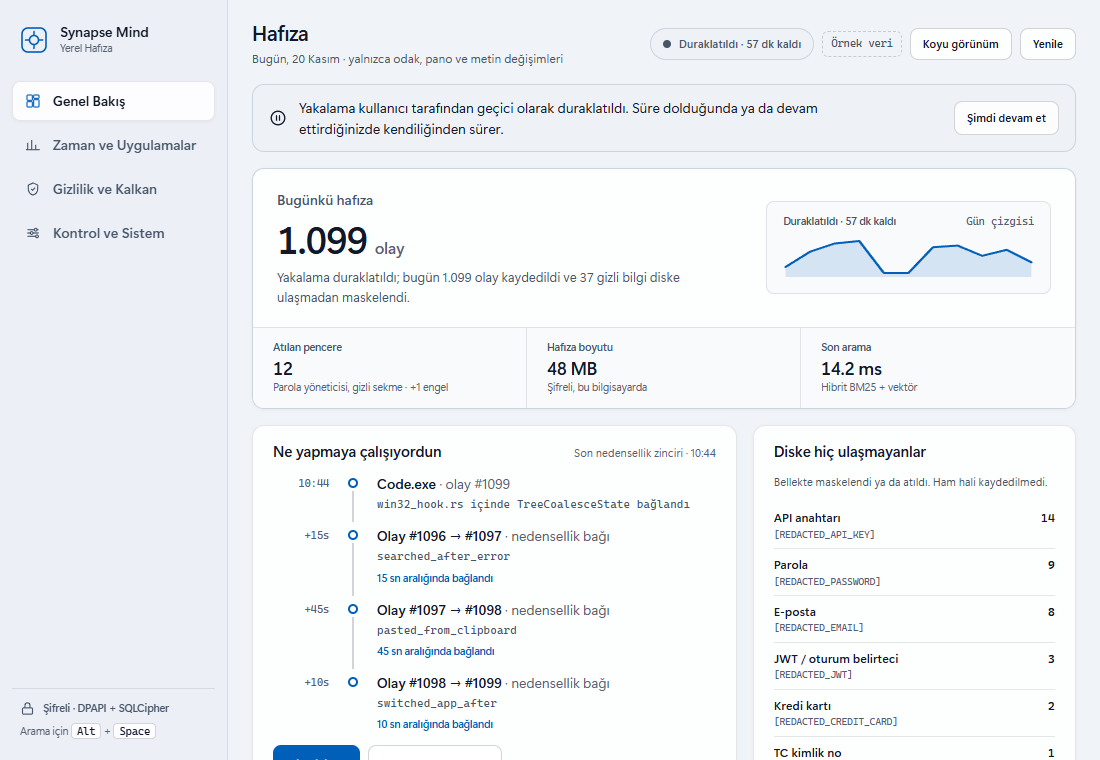 Synapse Mind
Yerel Hafıza
Genel Bakış
Zaman ve Uygulamalar
Gizlilik ve Kalkan
Kontrol ve Sistem
Şifreli · DPAPI + SQLCipher
Arama için Alt + Space
Hafıza
Bugün, 20 Kasım · yalnızca odak, pano ve metin değişimleri
Duraklatıldı · 57 dk kaldı
Örnek veri
Koyu görünüm
Yenile
Yakalama kullanıcı tarafından geçici olarak duraklatıldı. Süre dolduğunda ya da devam
ettirdiğinizde kendiliğinden sürer.
Şimdi devam et
Bugünkü hafıza
1.099 olay
Yakalama duraklatıldı; bugün 1.099 olay kaydedildi ve 37 gizli bilgi diske
ulaşmadan maskelendi.
Duraklatıldı · 57 dk kaldı
Gün çizgisi
Atılan pencere
12
Parola yöneticisi, gizli sekme · +1 engel
Hafıza boyutu
48 MB
Şifreli, bu bilgisayarda
Son arama
14.2 ms
Hibrit BM25 + vektör
Ne yapmaya çalışıyordun
Son nedensellik zinciri · 10:44
10:44
Code.exe · olay #1099
win32_hook.rs içinde TreeCoalesceState bağlandı
+15s
Olay #1096 → #1097 · nedensellik bağı
searched_after_error
15 sn aralığında bağlandı
+45s
Olay #1097 → #1098 · nedensellik bağı
pasted_from_clipboard
45 sn aralığında bağlandı
+10s
Olay #1098 → #1099 · nedensellik bağı
switched_app_after
10 sn aralığında bağlandı
Diske hiç ulaşmayanlar
Bellekte maskelendi ya da atıldı. Ham hali kaydedilmedi.
API anahtarı 14
[REDACTED_API_KEY]
Parola 9
[REDACTED_PASSWORD]
E-posta 8
[REDACTED_EMAIL]
JWT / oturum belirteci 3
[REDACTED_JWT]
Kredi kartı 2
[REDACTED_CREDIT_CARD]
TC kimlik no 1